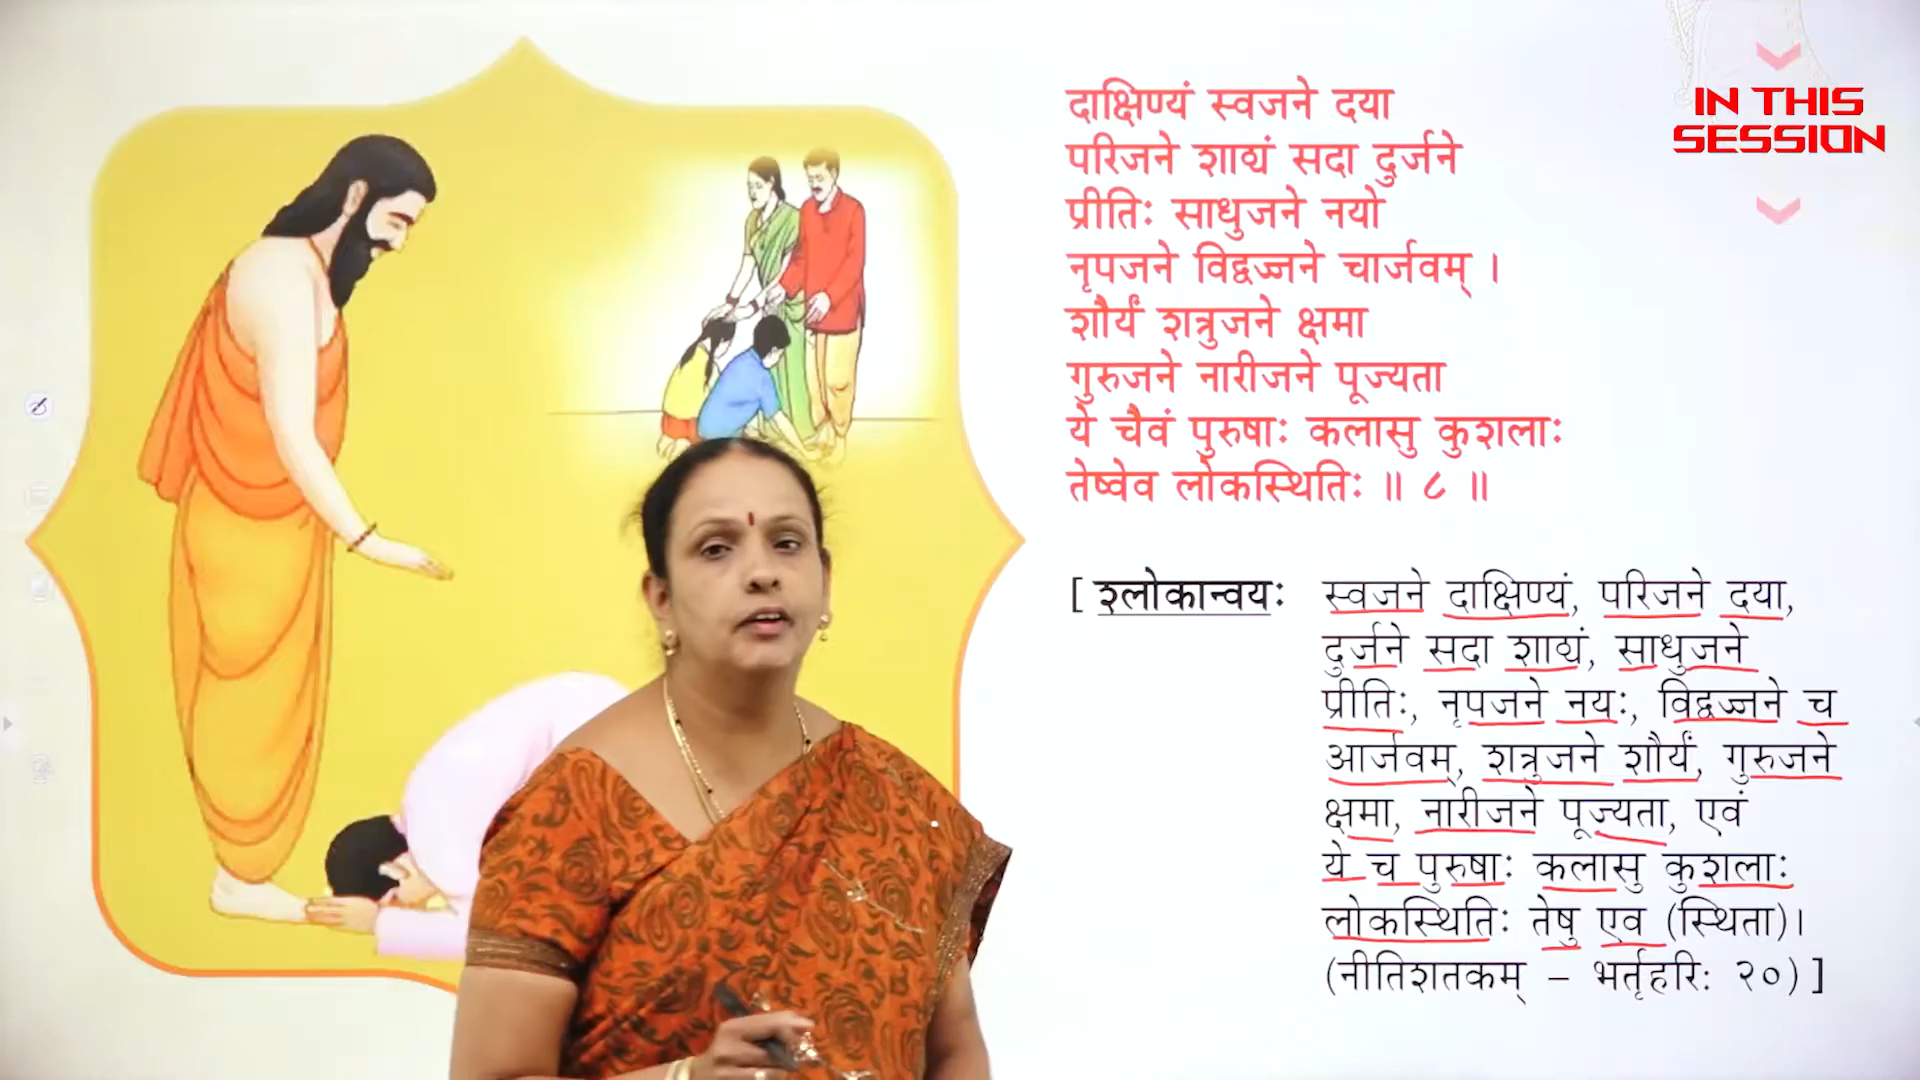 दाक्षिण्यं स्वजने दया
परिजने शाठ्यं सदा दुर्जने
प्रीतिः साधुजने नयो
नृपजने विद्वज्जने चार्जवम् ।
शौर्यं शत्रुजने क्षमा
गुरुजने नारीजने पूज्यता
ये चैवं पुरुषाः कलासु कुशलाः
तेष्वेव लोकस्थितिः ॥ ८ ॥
[ श्लोकान्वयः स्वजने दाक्षिण्यं, परिजने दया,
दुर्जने सदा शाठ्यं, साधुजने
प्रीतिः, नृपजने नयः, विद्वज्जने च
आर्जवम्, शत्रुजने शौर्यं, गुरुजने
क्षमा, नारीजने पूज्यता, एवं
ये च पुरुषाः कलासु कुशलाः
लोकस्थितिः तेषु एव (स्थिता)।
(नीतिशतकम् – भर्तृहरिः २०) ]
IN THIS
SESSION